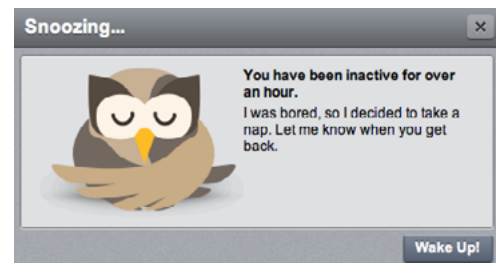 Snoozing...
You have been inactive for over
an hour.
I was bored, so I decided to take a
nap. Let me know when you get
back.
Wake Up!